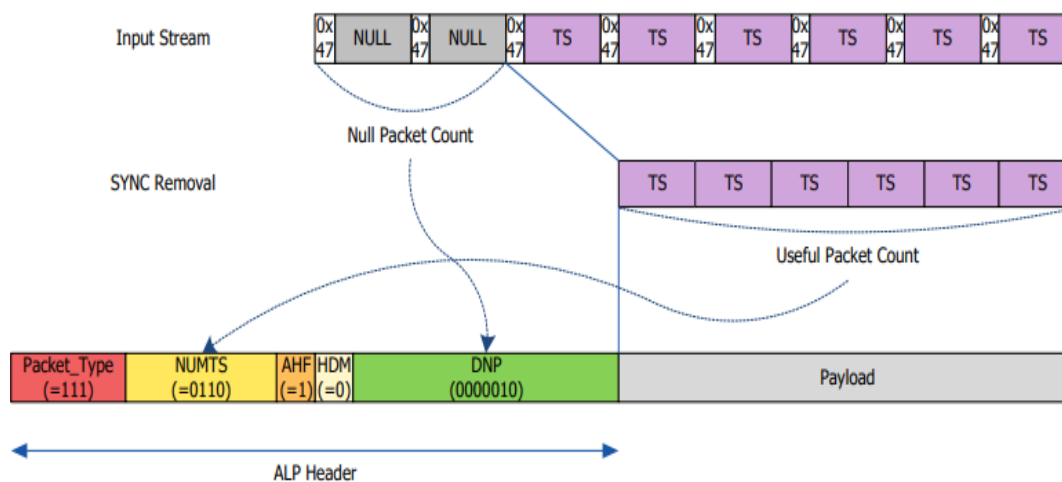 Input Stream
0x
47
NULL
0x
47
NULL
0x
47
TS
0x
47
TS
0x
47
TS
0x
47
TS
0x
47
TS
0x
47
TS
Null Packet Count
SYNC Removal
TS
TS
TS
TS
TS
TS
Useful Packet Count
Packet_Type
(=111)
NUMTS
(=0110)
AHF
(=1)
HDM
(=0)
DNP
(0000010)
Payload
ALP Header